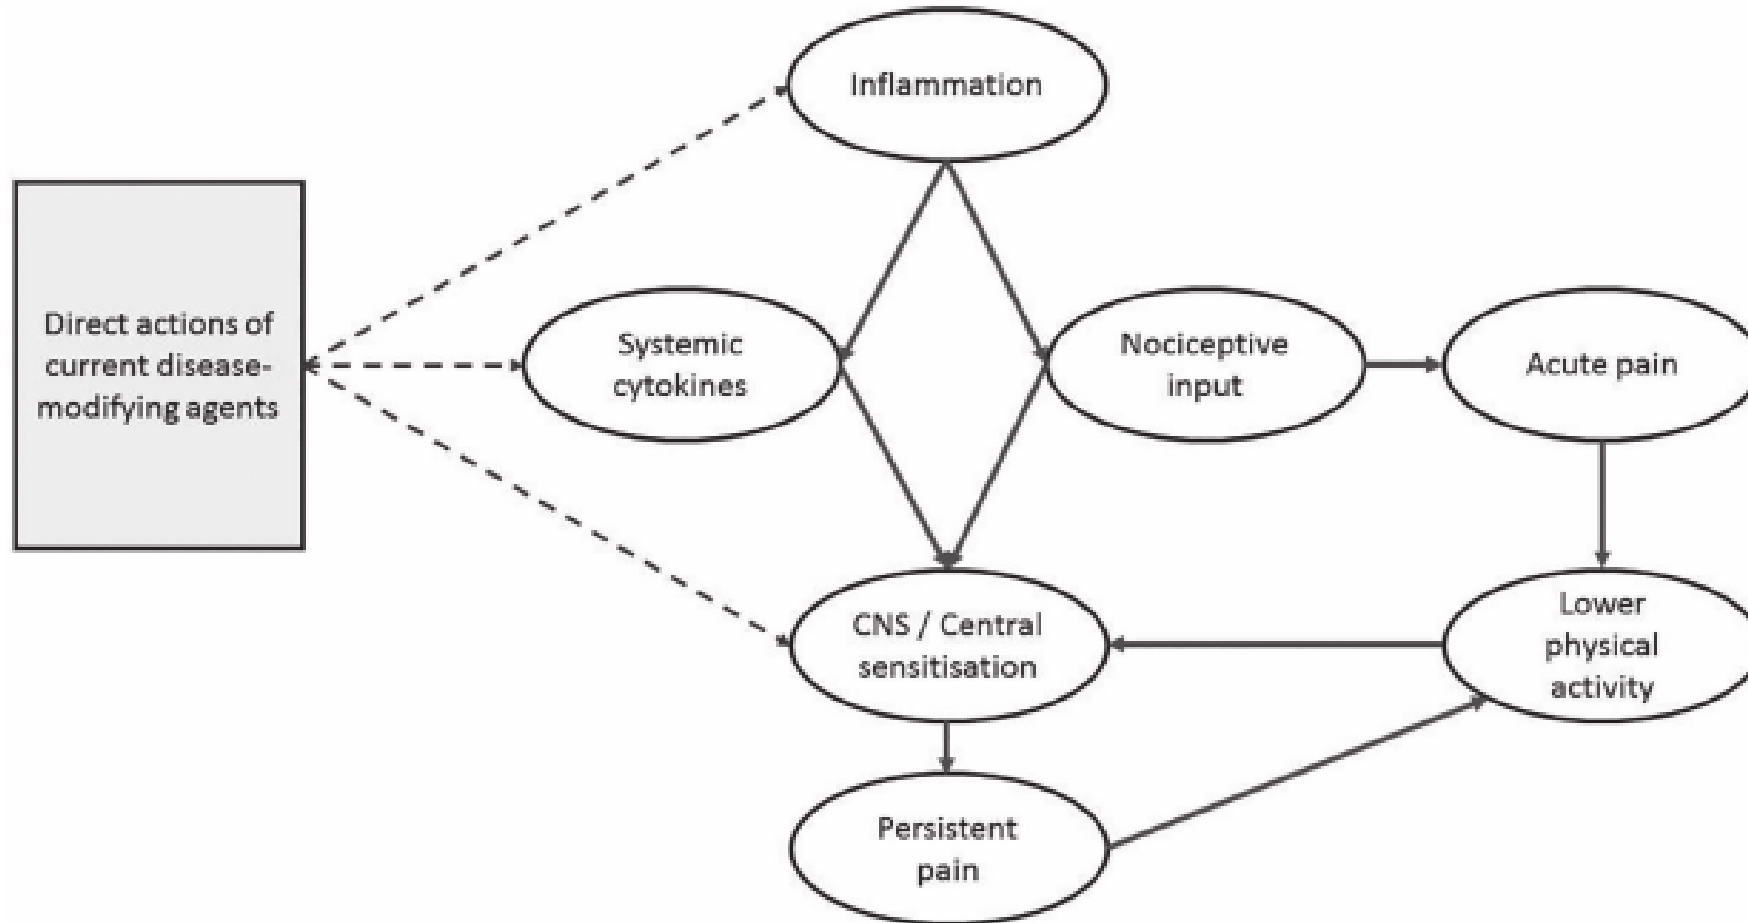 Inflammation
Direct actions of
current disease-
modifying agents
Systemic
cytokines
Nociceptive
input
Acute pain
CNS / Central
sensitisation
Lower
physical
activity
Persistent
pain